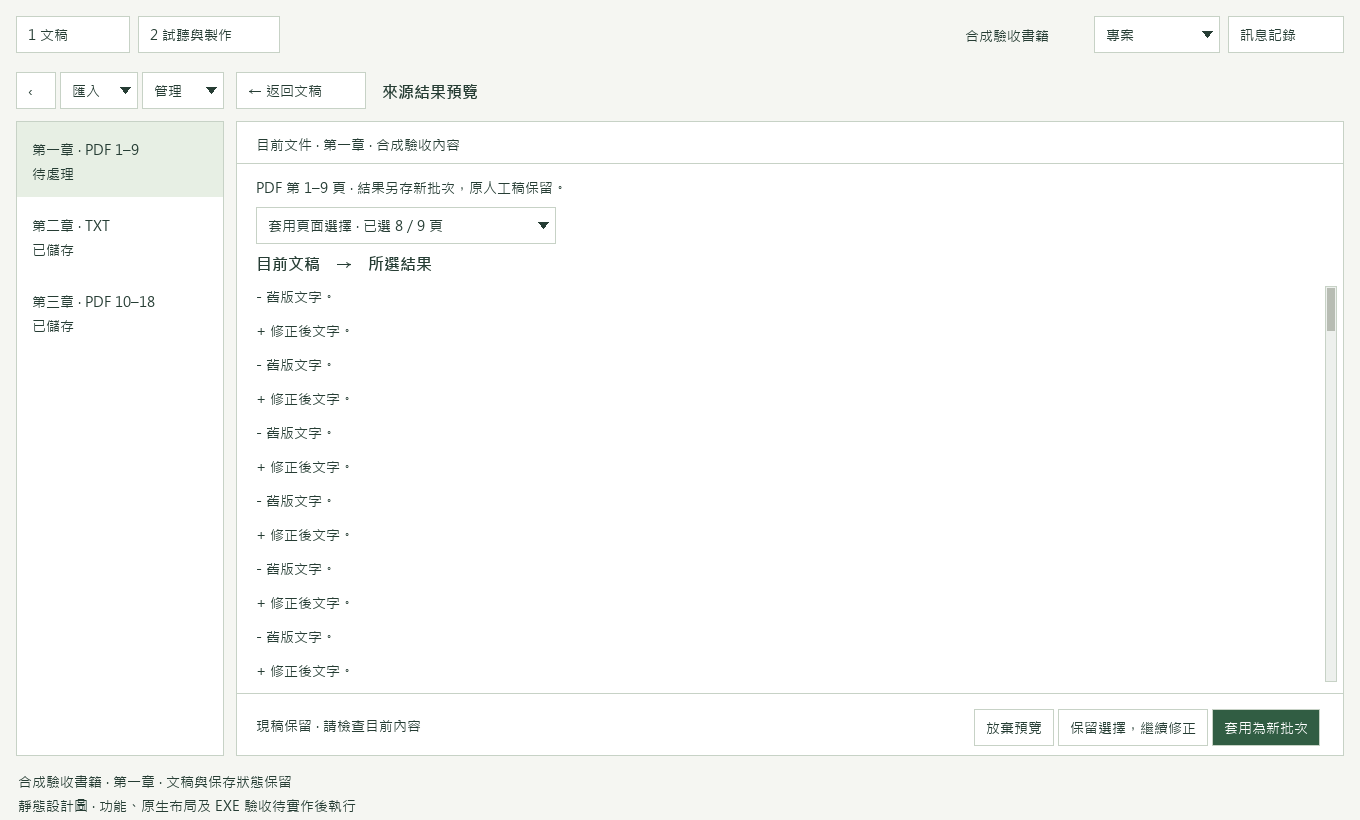 1 文稿
2 試聽與製作
合成驗收書籍
專案
訊息記錄
‹
匯入
管理
← 返回文稿
來源結果預覽
第一章 · PDF 1–9
待處理
第二章 · TXT
已儲存
第三章 · PDF 10–18
已儲存
目前文件 · 第一章 · 合成驗收內容
PDF 第 1–9 頁 · 結果另存新批次，原人工稿保留。
套用頁面選擇 · 已選 8 / 9 頁
目前文稿 → 所選結果
- 舊版文字。
+ 修正後文字。
- 舊版文字。
+ 修正後文字。
- 舊版文字。
+ 修正後文字。
- 舊版文字。
+ 修正後文字。
- 舊版文字。
+ 修正後文字。
- 舊版文字。
+ 修正後文字。
現稿保留 · 請檢查目前內容
放棄預覽
保留選擇，繼續修正
套用為新批次
合成驗收書籍 · 第一章 · 文稿與保存狀態保留
靜態設計圖 · 功能、原生布局及 EXE 驗收待實作後執行